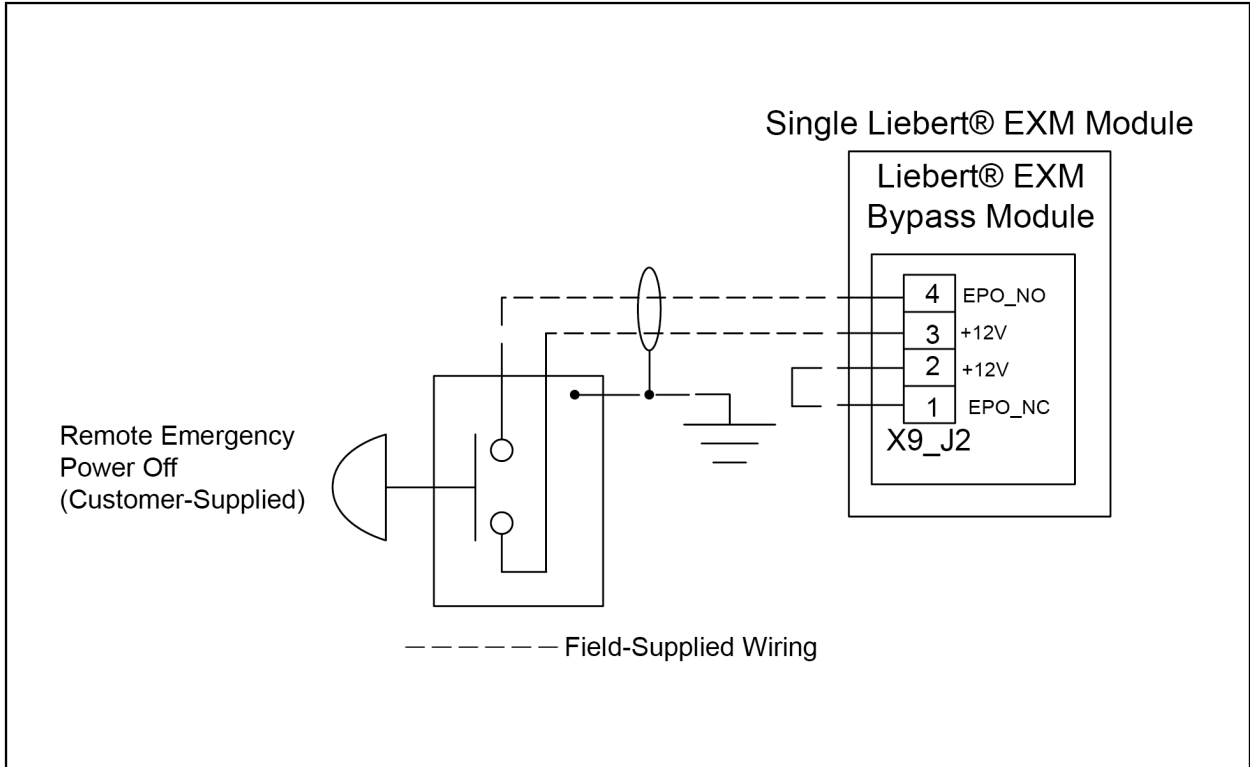 Single Liebert® EXM Module
Liebert® EXM
Bypass Module
4 EPO_NO
3 +12V
2 +12V
1 EPO_NC
X9_J2
Remote Emergency
Power Off
(Customer-Supplied)
Field-Supplied Wiring